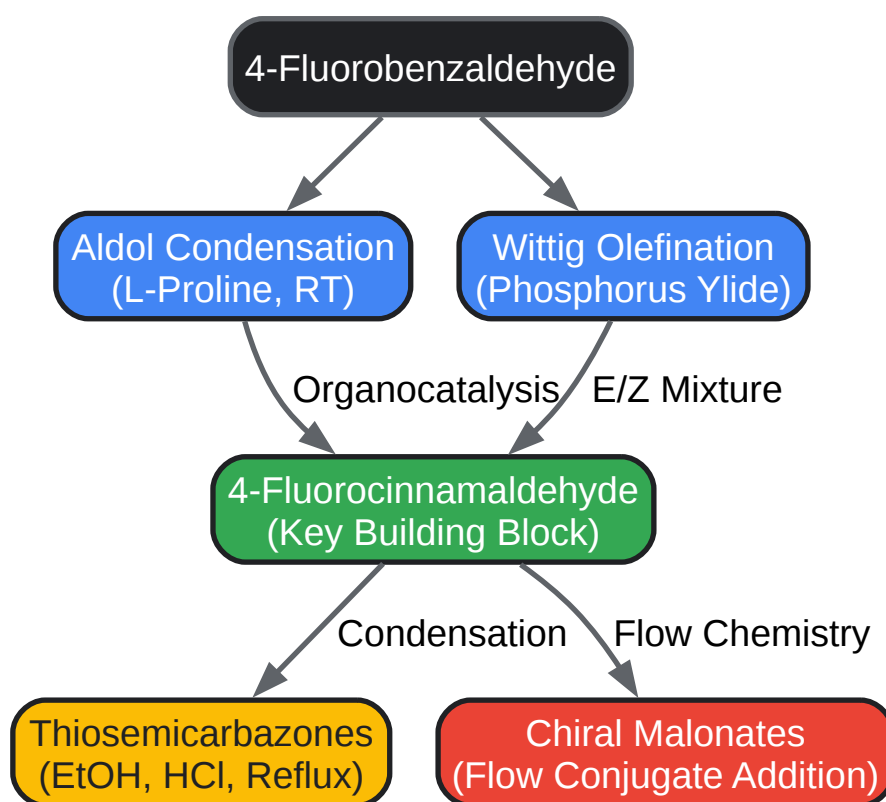 4-Fluorobenzaldehyde
Aldol Condensation
(L-Proline, RT)
Wittig Olefination
(Phosphorus Ylide)
Organocatalysis
E/Z Mixture
4-Fluorocinnamaldehyde
(Key Building Block)
Condensation
Flow Chemistry
Thiosemicarbazones
(EtOH, HCl, Reflux)
Chiral Malonates
(Flow Conjugate Addition)